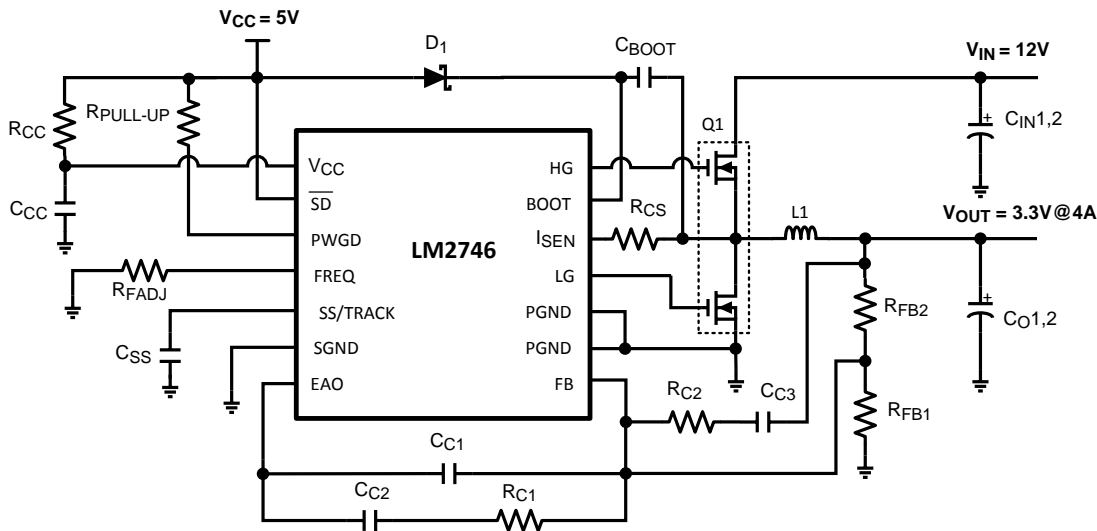 VCC = 5V
D1
CBOOT
VIN = 12V
RCC
RPULL-UP
Q1
CIN1,2
VCC
HG
CCC
SD
BOOT
RCS
L1
VOUT = 3.3V@4A
PWGD
LM2746
ISEN
FREQ
LG
RFADJ
RFB2
SS/TRACK
PGND
CO1,2
CSS
SGND
PGND
EAO
FB
RC2
CC3
RFB1
CC1
CC2
RC1
+
+